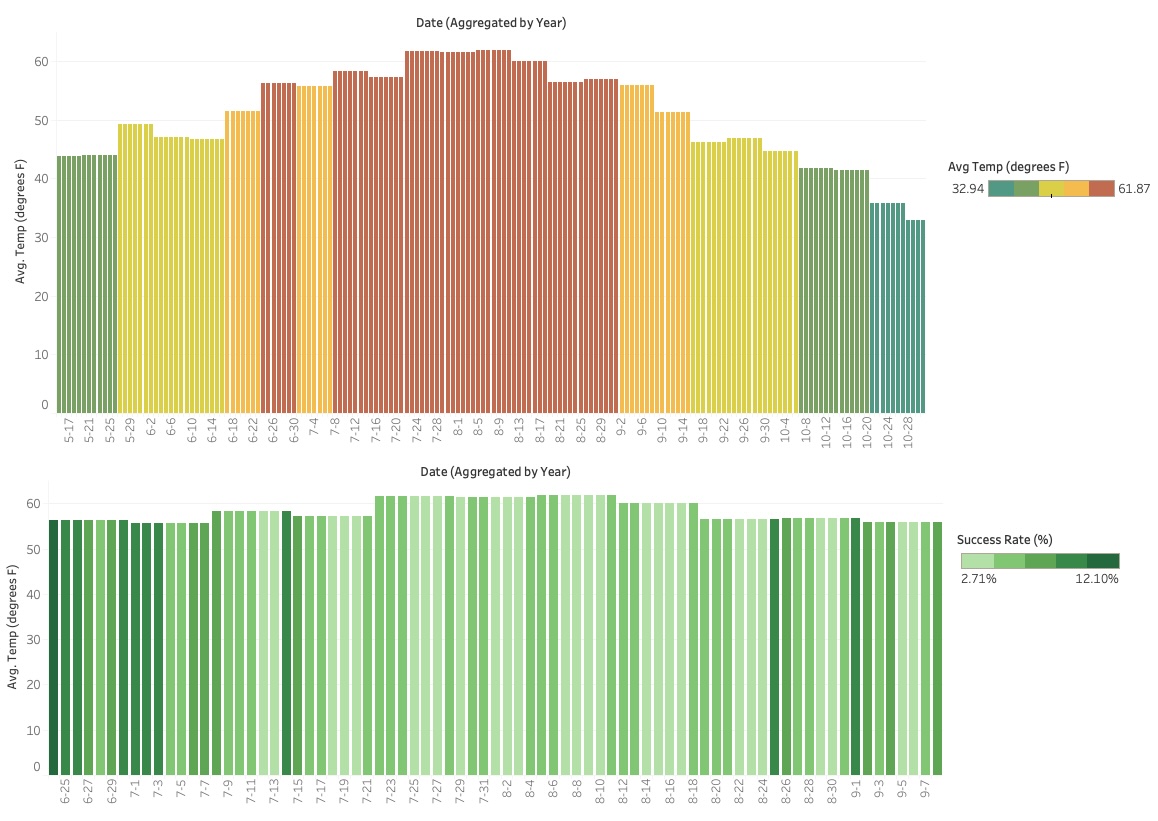 Date (Aggregated by Year)
Avg. Temp (degrees F)
60
50
40
30
20
10
0
5-17 5-21 5-25 5-29 6-2 6-6 6-10 6-14 6-18 6-22 6-26 6-30 7-4 7-8 7-12 7-16 7-20 7-24 7-28 8-1 8-5 8-9 8-13 8-17 8-21 8-25 8-29 9-2 9-6 9-10 9-14 9-18 9-22 9-26 9-30 10-4 10-8 10-12 10-16 10-20 10-24 10-28
Avg Temp (degrees F)
32.94 61.87
Date (Aggregated by Year)
Avg. Temp (degrees F)
60
50
40
30
20
10
0
6-25 6-27 6-29 7-1 7-3 7-5 7-7 7-9 7-11 7-13 7-15 7-17 7-19 7-21 7-23 7-25 7-27 7-29 7-31 8-2 8-4 8-6 8-8 8-10 8-12 8-14 8-16 8-18 8-20 8-22 8-24 8-26 8-28 8-30 9-1 9-3 9-5 9-7
Success Rate (%)
2.71% 12.10%